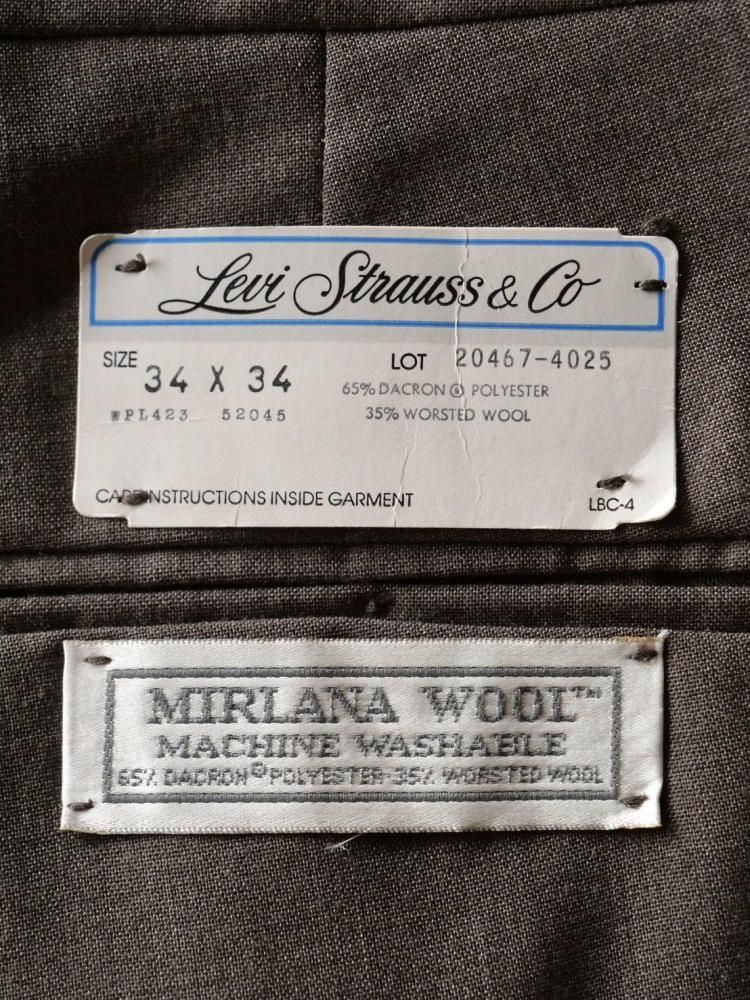 Levi Strauss & Co
SIZE 34 X 34 LOT 20467-4025
65% DACRON ® POLYESTER
WPL423 52045 35% WORSTED WOOL
CARE INSTRUCTIONS INSIDE GARMENT LBC-4
MIRLANA WOOL™
MACHINE WASHABLE
65% DACRON® POLYESTER-35% WORSTED WOOL